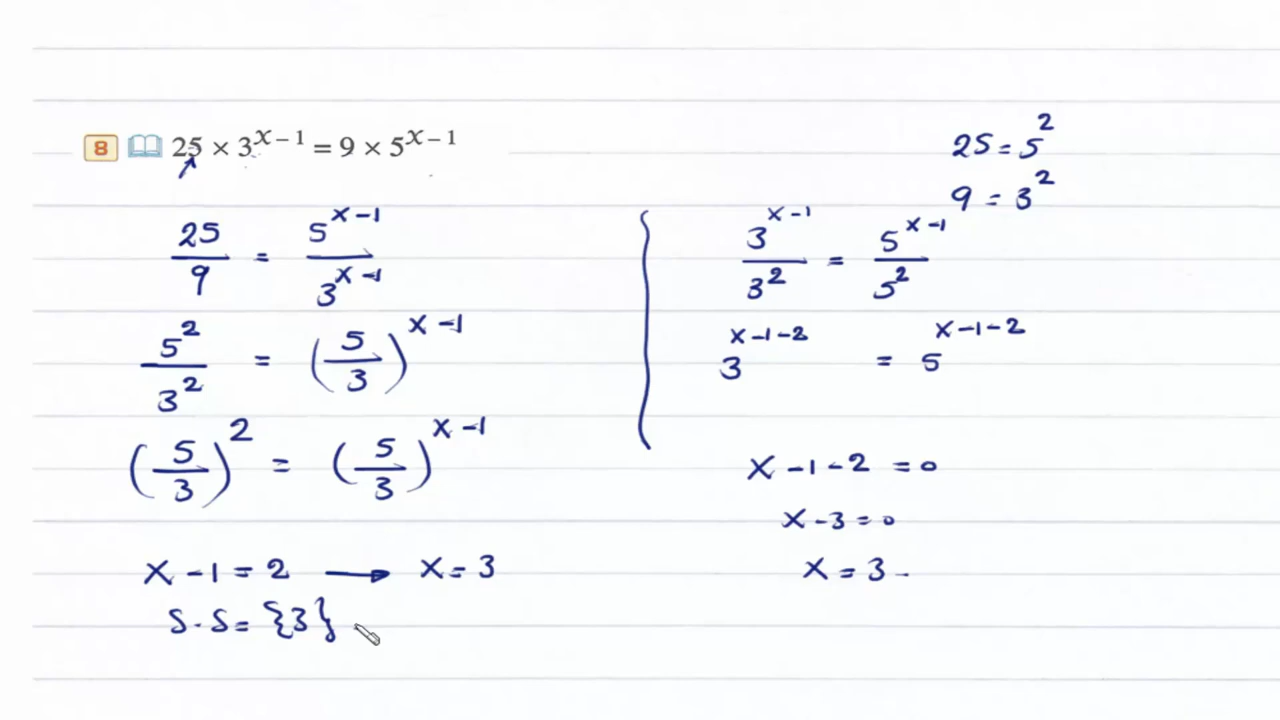 8 25 × 3^(x−1) = 9 × 5^(x−1)
25/9 = 5^(x-1)/3^(x-1)
5^2/3^2 = (5/3)^(x-1)
(5/3)^2 = (5/3)^(x-1)
x-1=2 → x=3
S.S={3}
25=5^2
9=3^2
3^(x-1)/3^2 = 5^(x-1)/5^2
3^(x-1-2) = 5^(x-1-2)
x-1-2=0
x-3=0
x=3